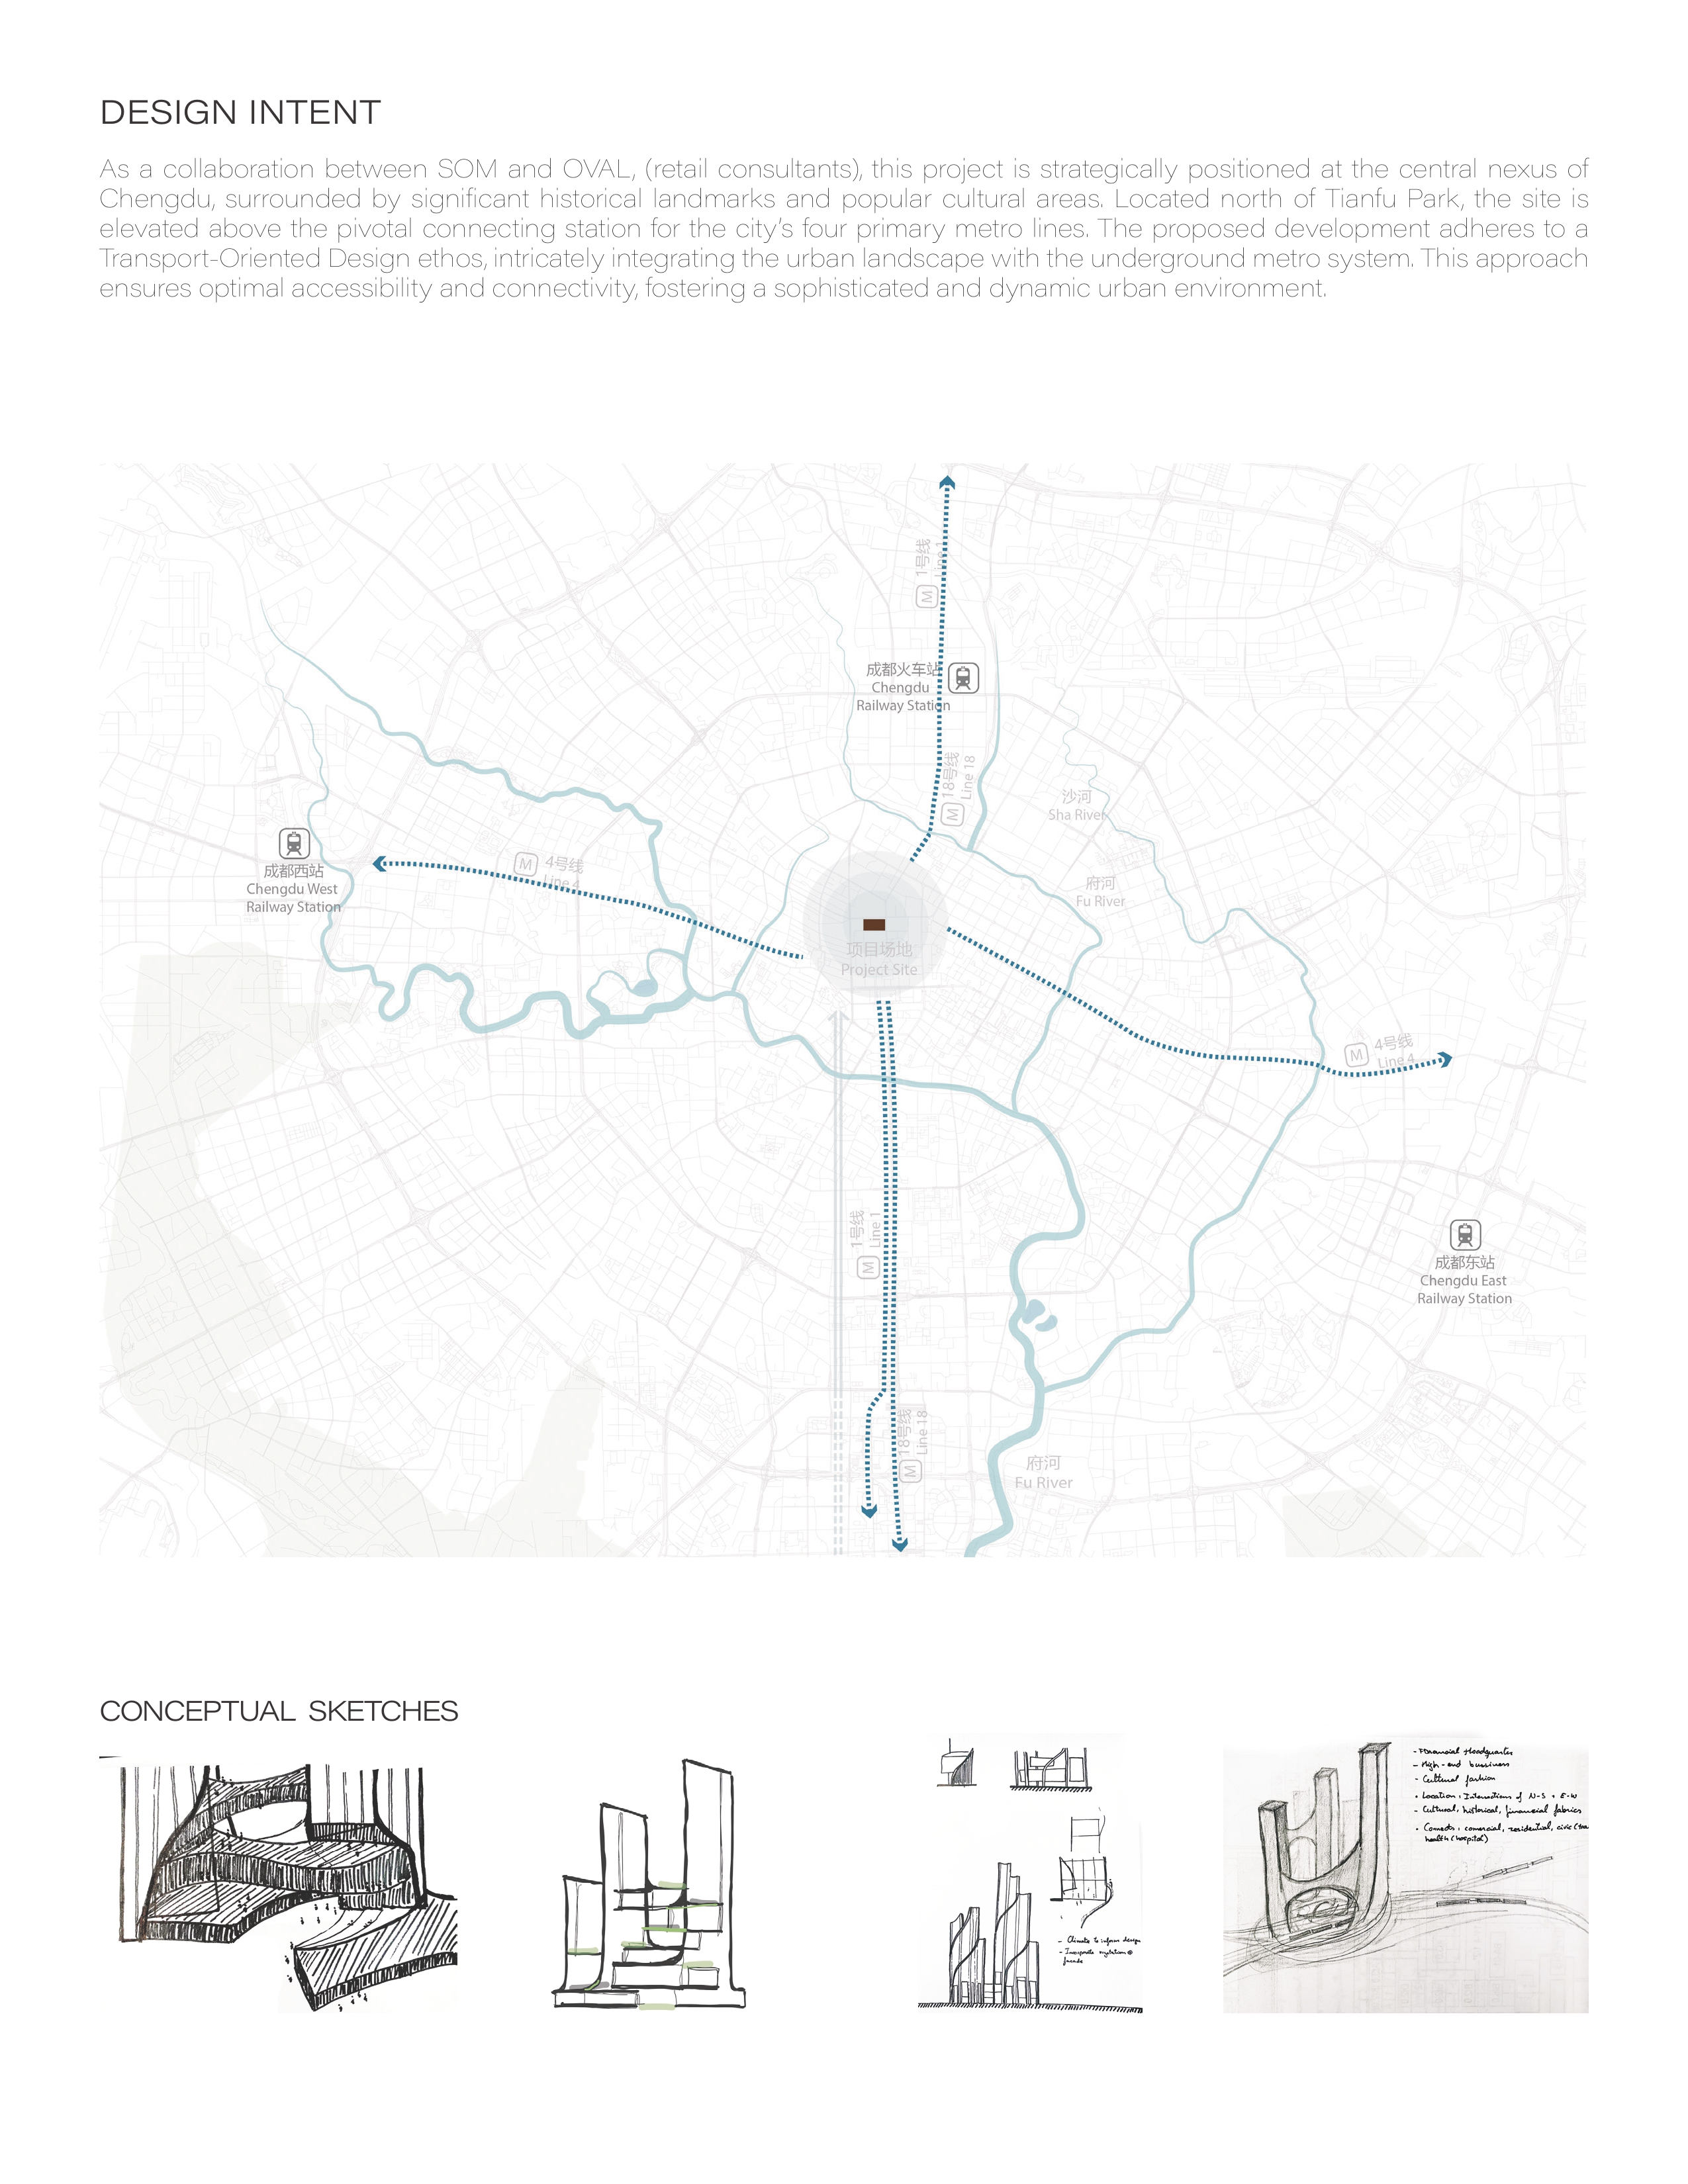 DESIGN INTENT
As a collaboration between SOM and OVAL, (retail consultants), this project is strategically positioned at the central nexus of
Chengdu, surrounded by significant historical landmarks and popular cultural areas. Located north of Tianfu Park, the site is
elevated above the pivotal connecting station for the city's four primary metro lines. The proposed development adheres to a
Transport-Oriented Design ethos, intricately integrating the urban landscape with the underground metro system. This approach
ensures optimal accessibility and connectivity, fostering a sophisticated and dynamic urban environment.
M 1号线
Line 1
成都火车站
Chengdu
Railway Station
M 18号线
Line 18
沙河
Sha River
成都西站
Chengdu West
Railway Station
M 4号线
Line 4
府河
Fu River
项目场地
Project Site
M 4号线
Line 4
M 1号线
Line 1
成都东站
Chengdu East
Railway Station
M 18号线
Line 18
府河
Fu River
CONCEPTUAL SKETCHES
- Climate to inform design
- Incorporate @
facade
- Financial Headquarters
- High-end bussiness
- Cultural fashion
• Location: Intersections of N-S + E-W
- Cultural, historical, financial fabrics
• Connects: comercial, residential, civic
health (hospital)